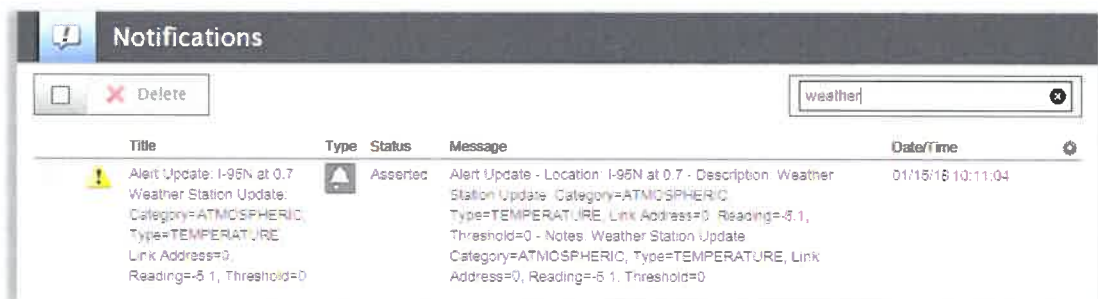 Notifications
Delete
weather
Title Type Status Message Date/Time
Alert Update: I-95N at 0.7
Weather Station Update:
Category=ATMOSPHERIC,
Type=TEMPERATURE
Link Address=0,
Reading=-5.1, Threshold=0
Asserted
Alert Update - Location: I-95N at 0.7 - Description: Weather
Station Update: Category=ATMOSPHERIC,
Type=TEMPERATURE, Link Address=0, Reading=-5.1,
Threshold=0 - Notes: Weather Station Update
Category=ATMOSPHERIC, Type=TEMPERATURE, Link
Address=0, Reading=-5.1, Threshold=0
01/15/18 10:11:04